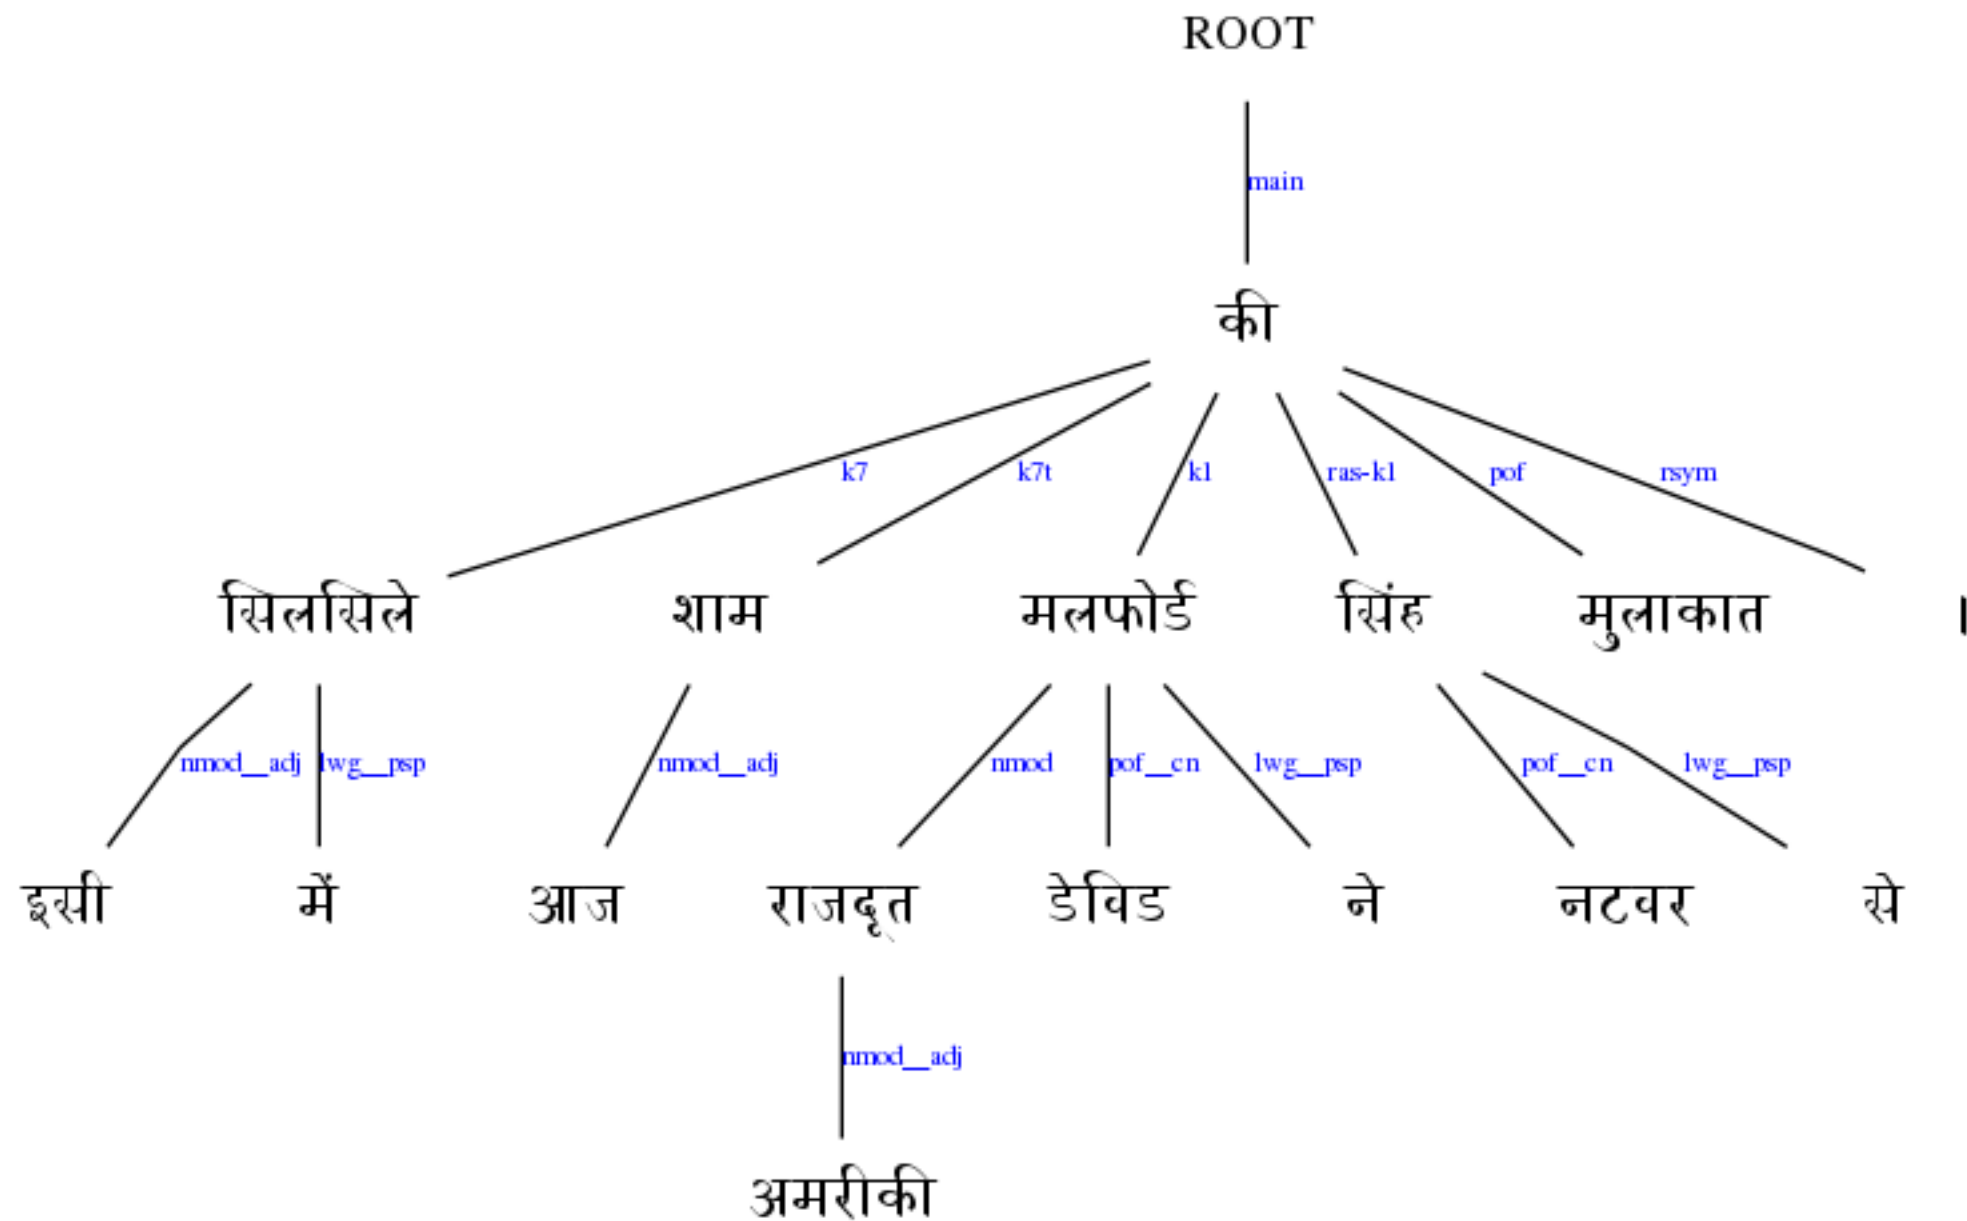 ROOT
main
की
k7 k7t k1 ras-k1 pof rsym
सिलसिले शाम मलफोर्ड सिंह मुलाकात ।
nmod__adj lwg__psp nmod__adj nmod pof__cn lwg__psp pof__cn lwg__psp
इसी में आज राजदूत डेविड ने नटवर से
nmod__adj
अमरीकी